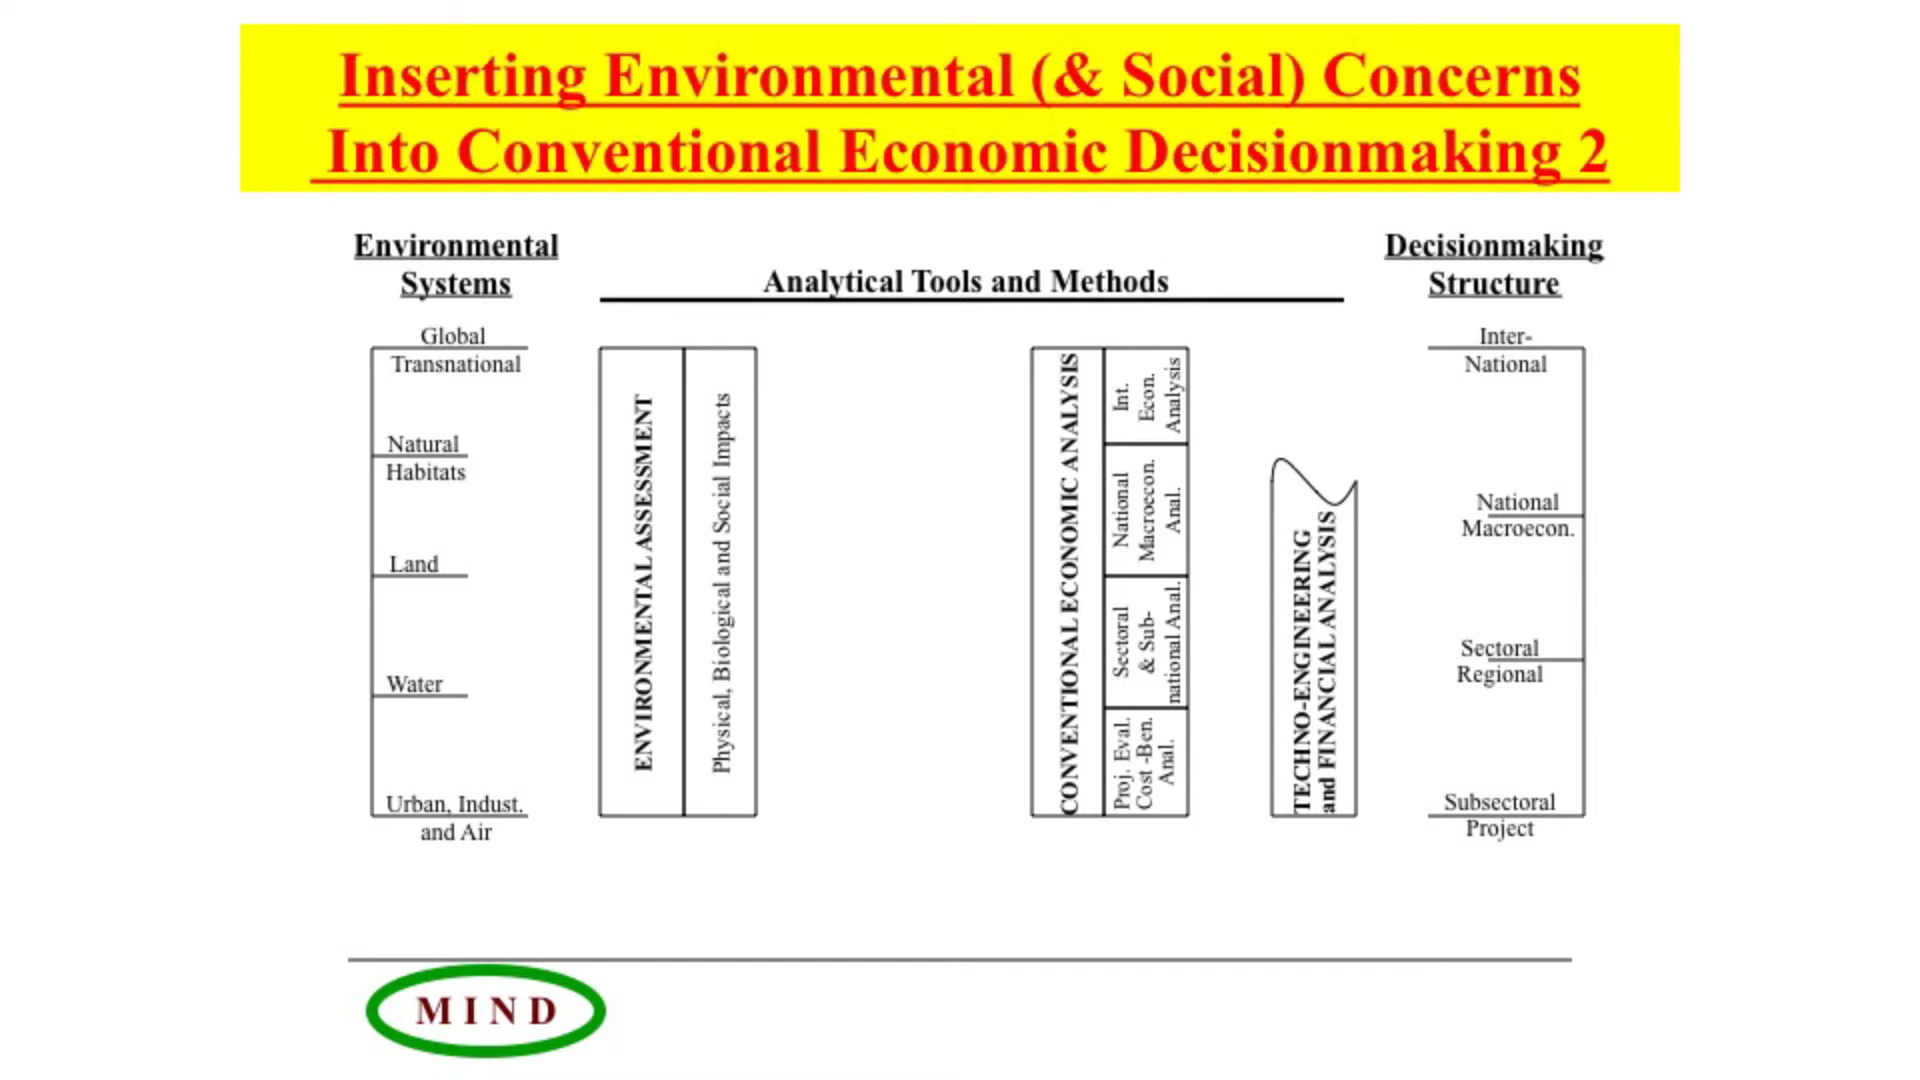 Inserting Environmental (& Social) Concerns
Into Conventional Economic Decisionmaking 2
Environmental
Systems
Analytical Tools and Methods
Decisionmaking
Structure
Global
Transnational
Natural
Habitats
Land
Water
Urban, Indust.
and Air
ENVIRONMENTAL ASSESSMENT
Physical, Biological and Social Impacts
CONVENTIONAL ECONOMIC ANALYSIS
Int.
Econ.
Analysis
National
Macroecon.
Anal.
Sectoral
& Sub-
national Anal.
Proj. Eval.
Cost -Ben.
Anal.
TECHNO-ENGINEERING
and FINANCIAL ANALYSIS
Inter-
National
National
Macroecon.
Sectoral
Regional
Subsectoral
Project
M I N D